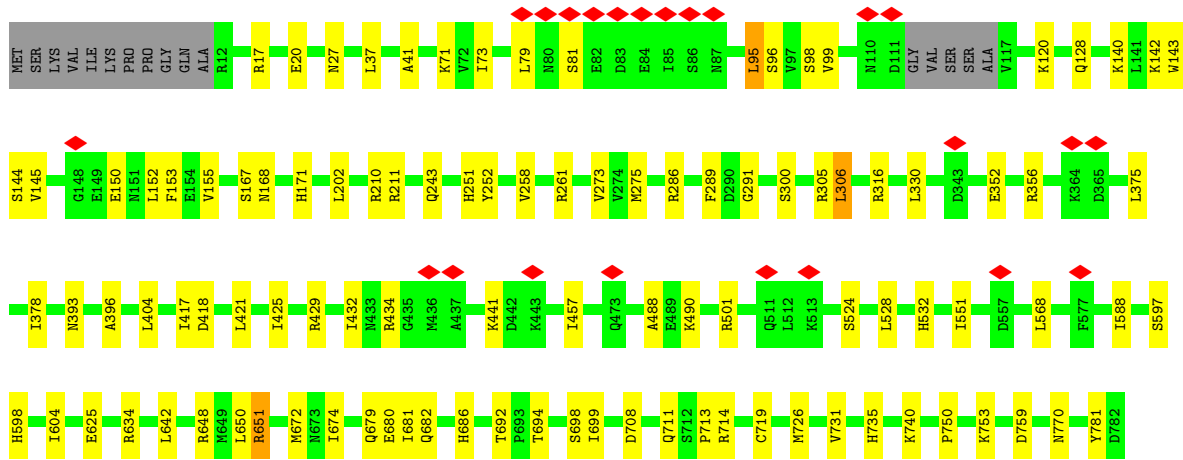 MET SER LYS VAL ILE LYS PRO PRO GLY GLN ALA R12 R17 E20 N27 L37 A41 K71 V72 I73 L79 N80 S81 E82 D83 E84 I85 S86 N87 L95 S96 V97 S98 V99 N110 D111 GLY VAL SER SER ALA V117 K120 Q128 K140 L141 K142 W143
S144 V145 G148 E149 E150 N151 L152 F153 E154 V155 S167 N168 H171 L202 R210 R211 Q243 H251 Y252 V258 R261 V273 V274 M275 R286 F289 D290 G291 S300 R305 L306 R316 L330 D343 E352 R356 K364 D365 L375
I378 N393 A396 L404 I417 D418 L421 I425 R429 I432 N433 R434 G435 M436 A437 K441 D442 K443 I457 Q473 A488 E489 K490 R501 Q511 L512 K513 S524 L528 H532 I551 D557 L568 F577 I588 S597
H598 I604 E625 R634 L642 R648 M649 L650 R651 M672 N673 I674 Q679 E680 I681 Q682 H686 T692 P693 T694 S698 I699 D708 Q711 S712 P713 R714 C719 M726 V731 H735 K740 P750 K753 D759 N770 Y781 D782